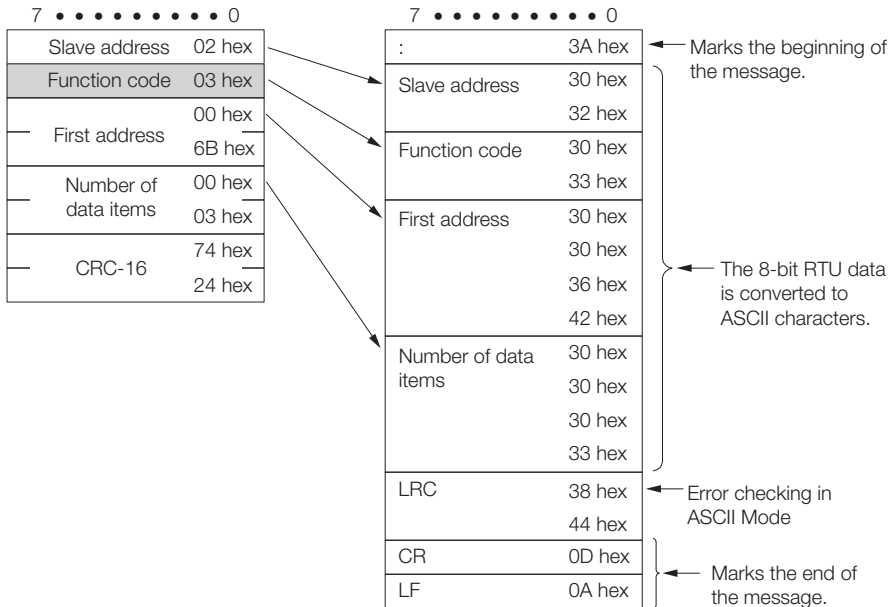 7 • • • • • • • • • 0
Slave address 02 hex
Function code 03 hex
First address
00 hex
6B hex
Number of data items
00 hex
03 hex
CRC-16
74 hex
24 hex
7 • • • • • • • • • 0
: 3A hex
Slave address 30 hex
32 hex
Function code 30 hex
33 hex
First address 30 hex
30 hex
36 hex
42 hex
Number of data items 30 hex
30 hex
30 hex
33 hex
LRC 38 hex
44 hex
CR 0D hex
LF 0A hex
Marks the beginning of
the message.
The 8-bit RTU data
is converted to
ASCII characters.
Error checking in
ASCII Mode
Marks the end of
the message.